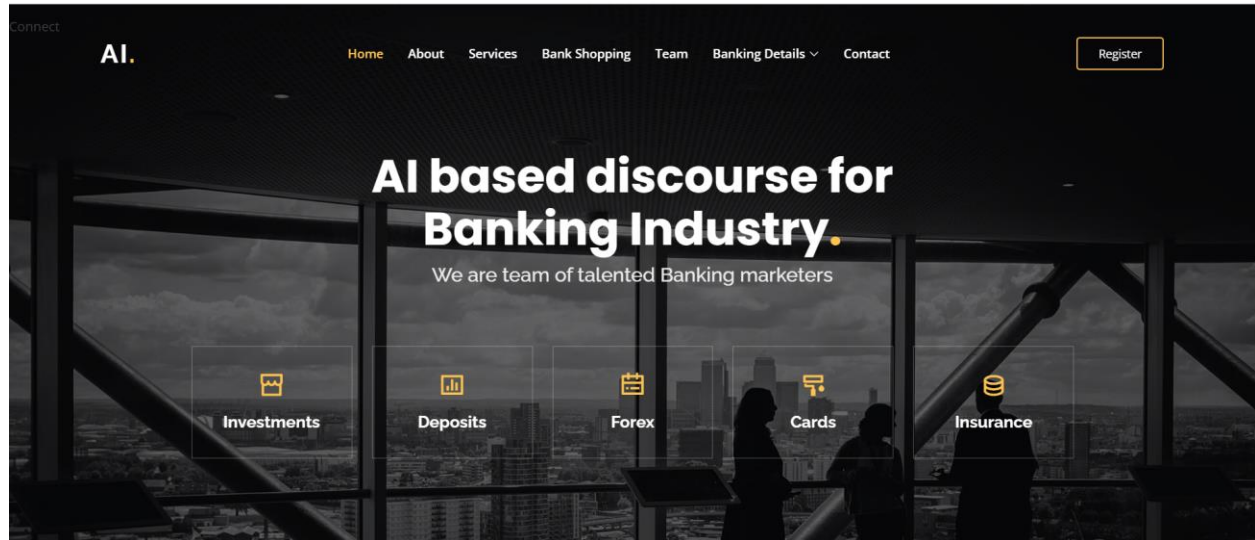 Connect
AI.
Home About Services Bank Shopping Team Banking Details Contact
Register
AI based discourse for
Banking Industry.
We are team of talented Banking marketers
Investments Deposits Forex Cards Insurance